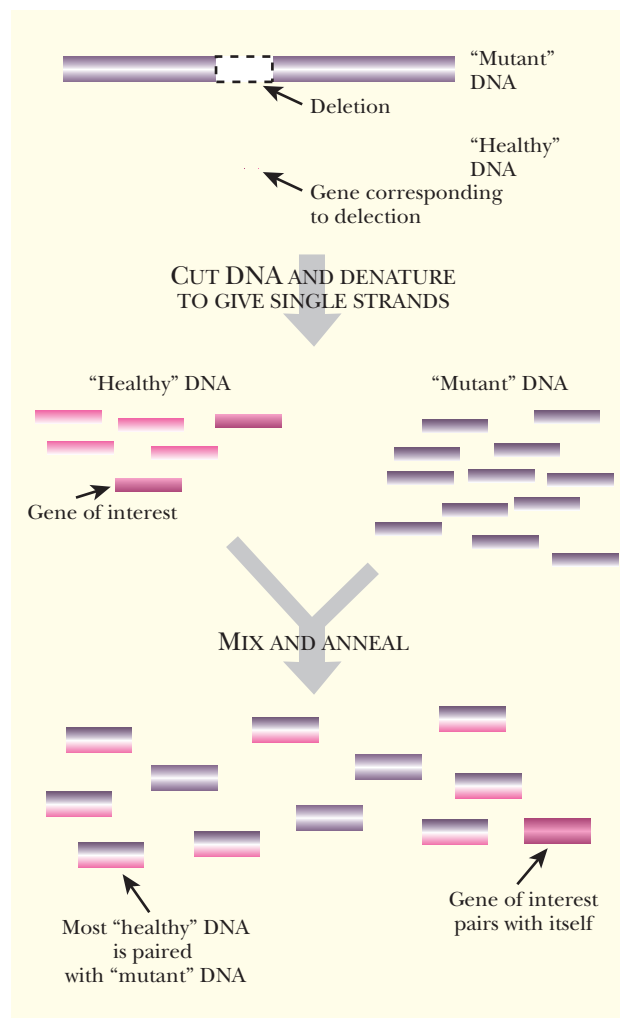 “Mutant”
DNA
Deletion
“Healthy”
DNA
Gene corresponding
to delection
CUT DNA AND DENATURE
TO GIVE SINGLE STRANDS
“Healthy” DNA
“Mutant” DNA
Gene of interest
MIX AND ANNEAL
Most “healthy” DNA
is paired
with “mutant” DNA
Gene of interest
pairs with itself